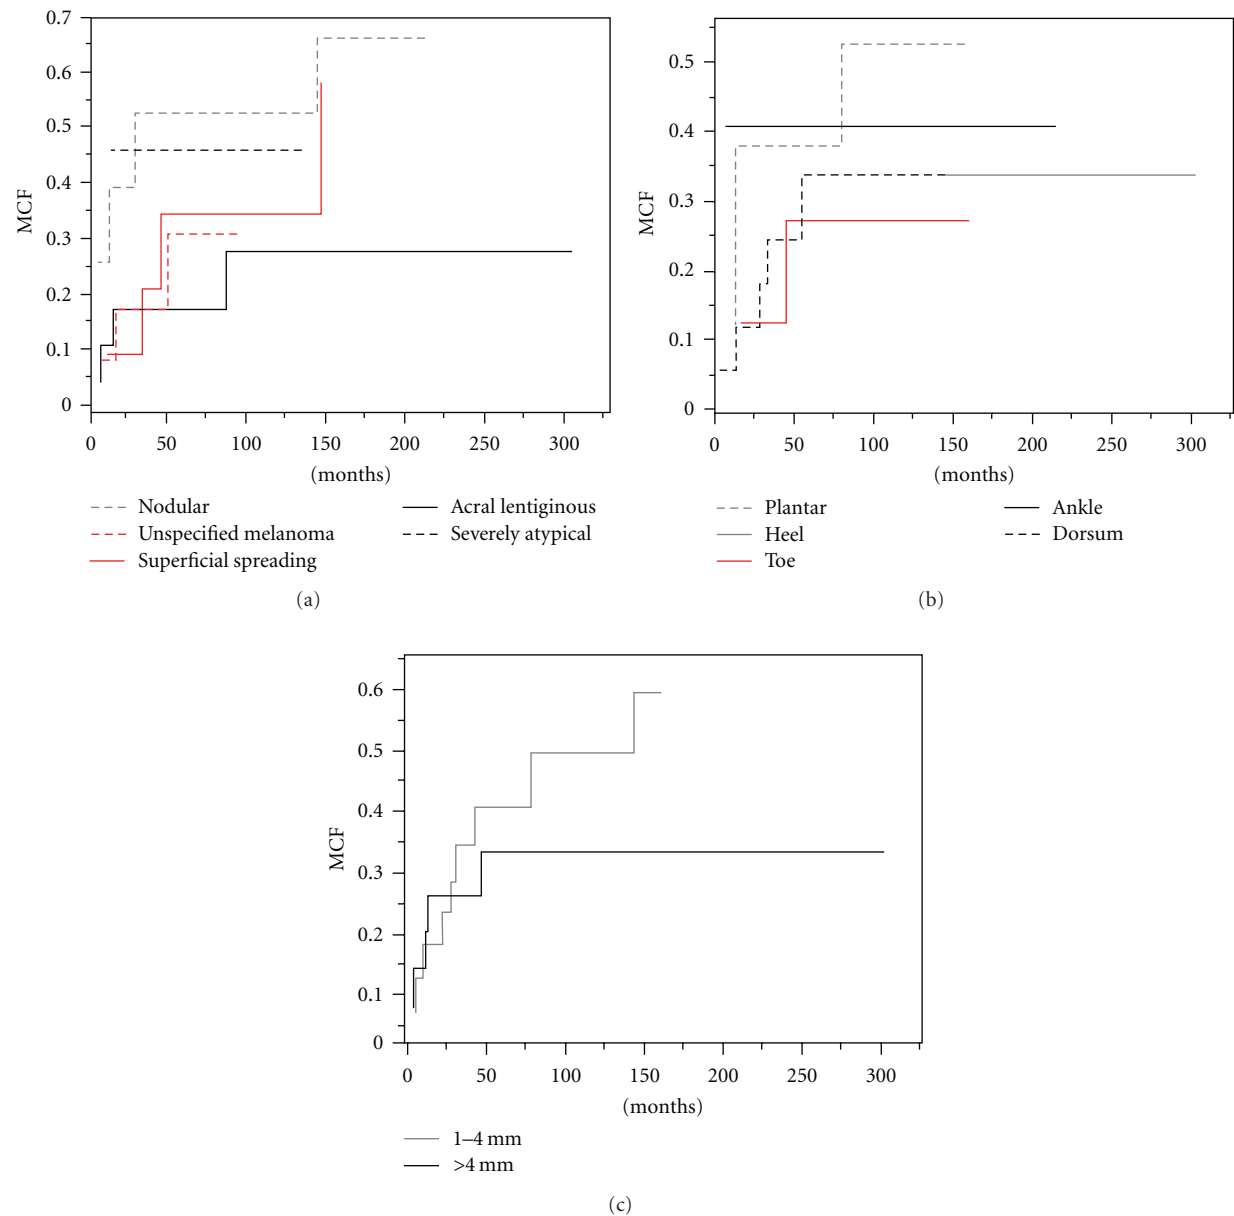 0.7
0.6
0.5
0.4
0.3
0.2
0.1
0
MCF
0 50 100 150 200 250 300
(months)
Nodular
Unspecified melanoma
Superficial spreading
Acral lentiginous
Severely atypical
(a)
0.5
0.4
0.3
0.2
0.1
0
MCF
0 50 100 150 200 250 300
(months)
Plantar
Heel
Toe
Ankle
Dorsum
(b)
0.6
0.5
0.4
0.3
0.2
0.1
0
MCF
0 50 100 150 200 250 300
(months)
1–4 mm
>4 mm
(c)